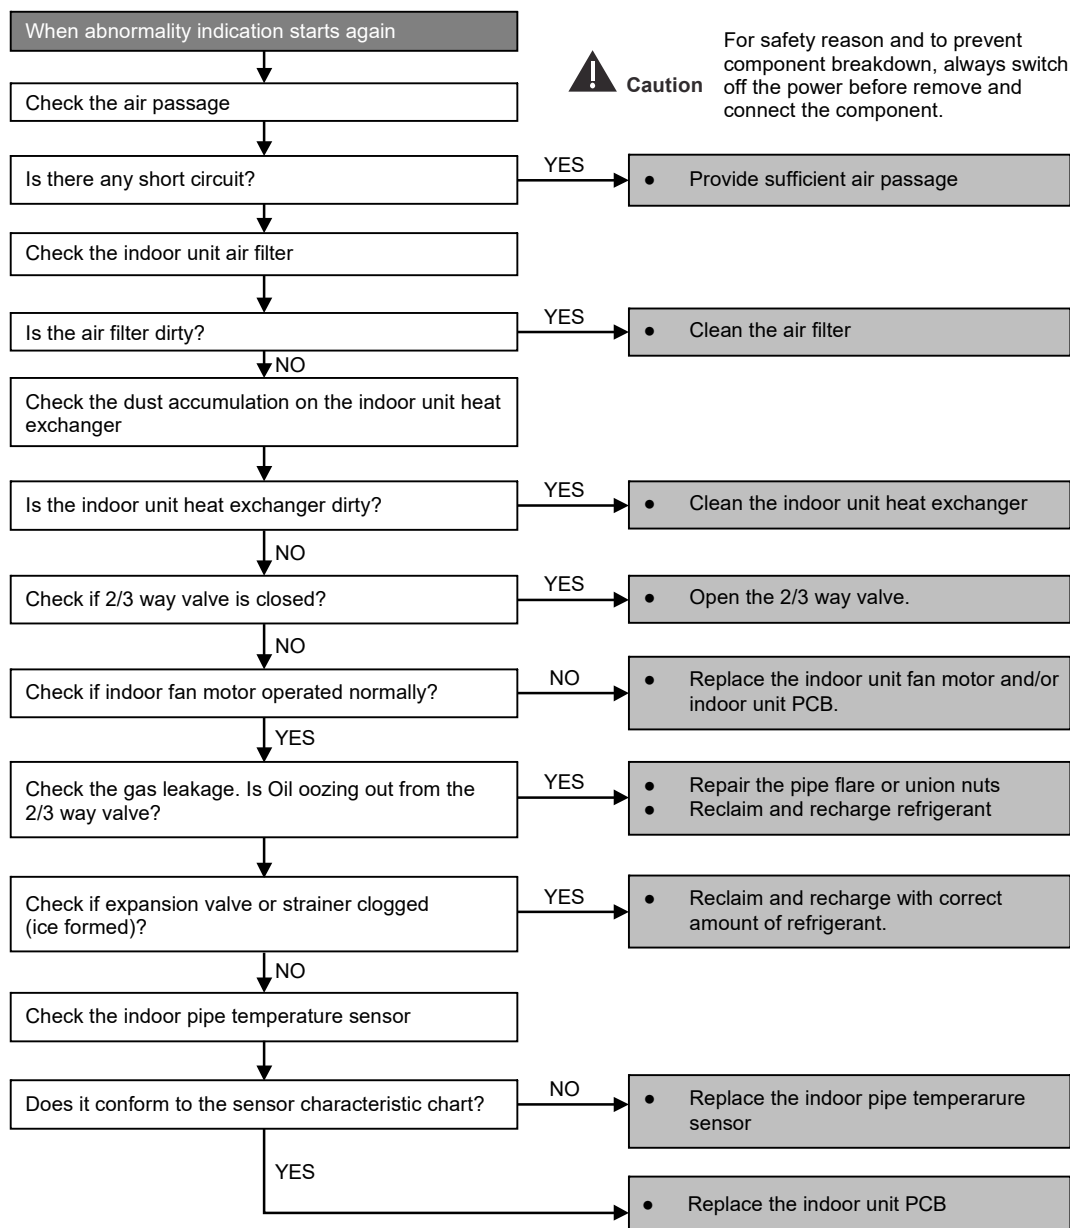 When abnormality indication starts again
For safety reason and to prevent
component breakdown, always switch
Caution off the power before remove and
connect the component.
Check the air passage
Is there any short circuit?
YES
● Provide sufficient air passage
Check the indoor unit air filter
Is the air filter dirty?
YES
● Clean the air filter
NO
Check the dust accumulation on the indoor unit heat
exchanger
Is the indoor unit heat exchanger dirty?
YES
● Clean the indoor unit heat exchanger
NO
Check if 2/3 way valve is closed?
YES
● Open the 2/3 way valve.
NO
Check if indoor fan motor operated normally?
NO
● Replace the indoor unit fan motor and/or
indoor unit PCB.
YES
Check the gas leakage. Is Oil oozing out from the
2/3 way valve?
YES
● Repair the pipe flare or union nuts
● Reclaim and recharge refrigerant
Check if expansion valve or strainer clogged
(ice formed)?
YES
● Reclaim and recharge with correct
amount of refrigerant.
NO
Check the indoor pipe temperature sensor
Does it conform to the sensor characteristic chart?
NO
● Replace the indoor pipe temperarure
sensor
YES
● Replace the indoor unit PCB